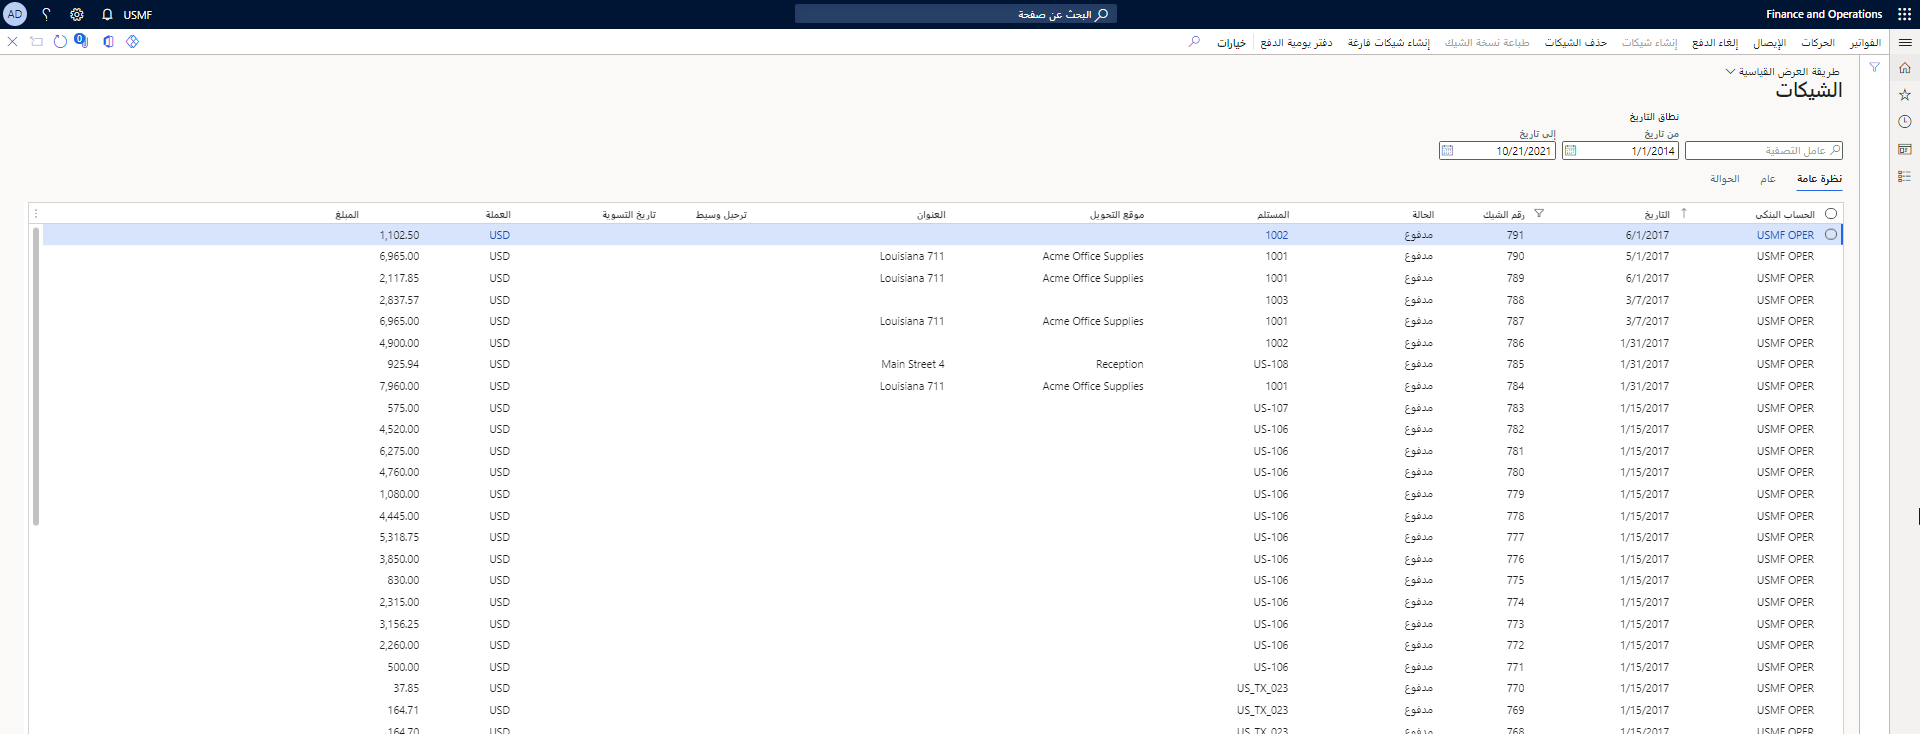 Finance and Operations البحث عن صفحة USMF AD
الفواتير الحركات الإيصال إلغاء الدفع إنشاء شيكات حذف الشيكات طباعة نسخة الشيك إنشاء شيكات فارغة دفتر يومية الدفع خيارات 0
طريقة العرض القياسية
الشيكات
نطاق التاريخ
من تاريخ إلى تاريخ
عامل التصفية 1/1/2014 10/21/2021
نظرة عامة عام الحوالة
الحساب البنكي التاريخ رقم الشيك الحالة المستلم موقع التحويل العنوان ترحيل وسيط تاريخ التسوية العملة المبلغ
USMF OPER 6/1/2017 791 مدفوع 1002 USD 1,102.50
USMF OPER 5/1/2017 790 مدفوع 1001 Acme Office Supplies Louisiana 711 USD 6,965.00
USMF OPER 6/1/2017 789 مدفوع 1001 Acme Office Supplies Louisiana 711 USD 2,117.85
USMF OPER 3/7/2017 788 مدفوع 1003 USD 2,837.57
USMF OPER 3/7/2017 787 مدفوع 1001 Acme Office Supplies Louisiana 711 USD 6,965.00
USMF OPER 1/31/2017 786 مدفوع 1002 USD 4,900.00
USMF OPER 1/31/2017 785 مدفوع US-108 Reception Main Street 4 USD 925.94
USMF OPER 1/31/2017 784 مدفوع 1001 Acme Office Supplies Louisiana 711 USD 7,960.00
USMF OPER 1/15/2017 783 مدفوع US-107 USD 575.00
USMF OPER 1/15/2017 782 مدفوع US-106 USD 4,520.00
USMF OPER 1/15/2017 781 مدفوع US-106 USD 6,275.00
USMF OPER 1/15/2017 780 مدفوع US-106 USD 4,760.00
USMF OPER 1/15/2017 779 مدفوع US-106 USD 1,080.00
USMF OPER 1/15/2017 778 مدفوع US-106 USD 4,445.00
USMF OPER 1/15/2017 777 مدفوع US-106 USD 5,318.75
USMF OPER 1/15/2017 776 مدفوع US-106 USD 3,850.00
USMF OPER 1/15/2017 775 مدفوع US-106 USD 830.00
USMF OPER 1/15/2017 774 مدفوع US-106 USD 2,315.00
USMF OPER 1/15/2017 773 مدفوع US-106 USD 3,156.25
USMF OPER 1/15/2017 772 مدفوع US-106 USD 2,260.00
USMF OPER 1/15/2017 771 مدفوع US-106 USD 500.00
USMF OPER 1/15/2017 770 مدفوع US_TX_023 USD 37.85
USMF OPER 1/15/2017 769 مدفوع US_TX_023 USD 164.71
USMF OPER 1/15/2017 768 مدفوع US_TX_023 USD 164.70